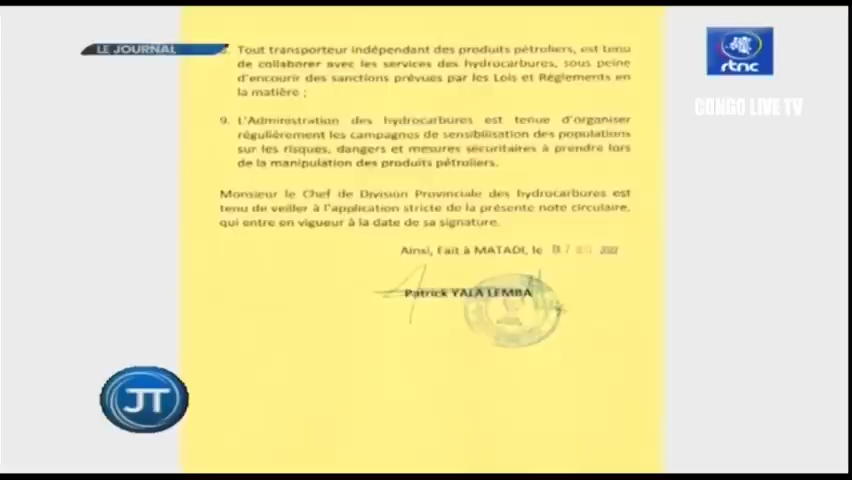 LE JOURNAL
rtnc
CONGO LIVE TV
Tout transporteur indépendant des produits pétroliers, est tenu
de collaborer avec les services des hydrocarbures, sous peine
d'encourir des sanctions prévues par les Lois et Règlements en
la matière ;
9. L'Administration des hydrocarbures est tenue d'organiser
régulièrement les campagnes de sensibilisation des populations
sur les risques, dangers et mesures sécuritaires à prendre lors
de la manipulation des produits pétroliers.
Monsieur le Chef de Division Provinciale des hydrocarbures est
tenu de veiller à l'application stricte de la présente note circulaire,
qui entre en vigueur à la date de sa signature.
Ainsi, Fait à MATADI, le
Patrick YALA LEMBA
JT